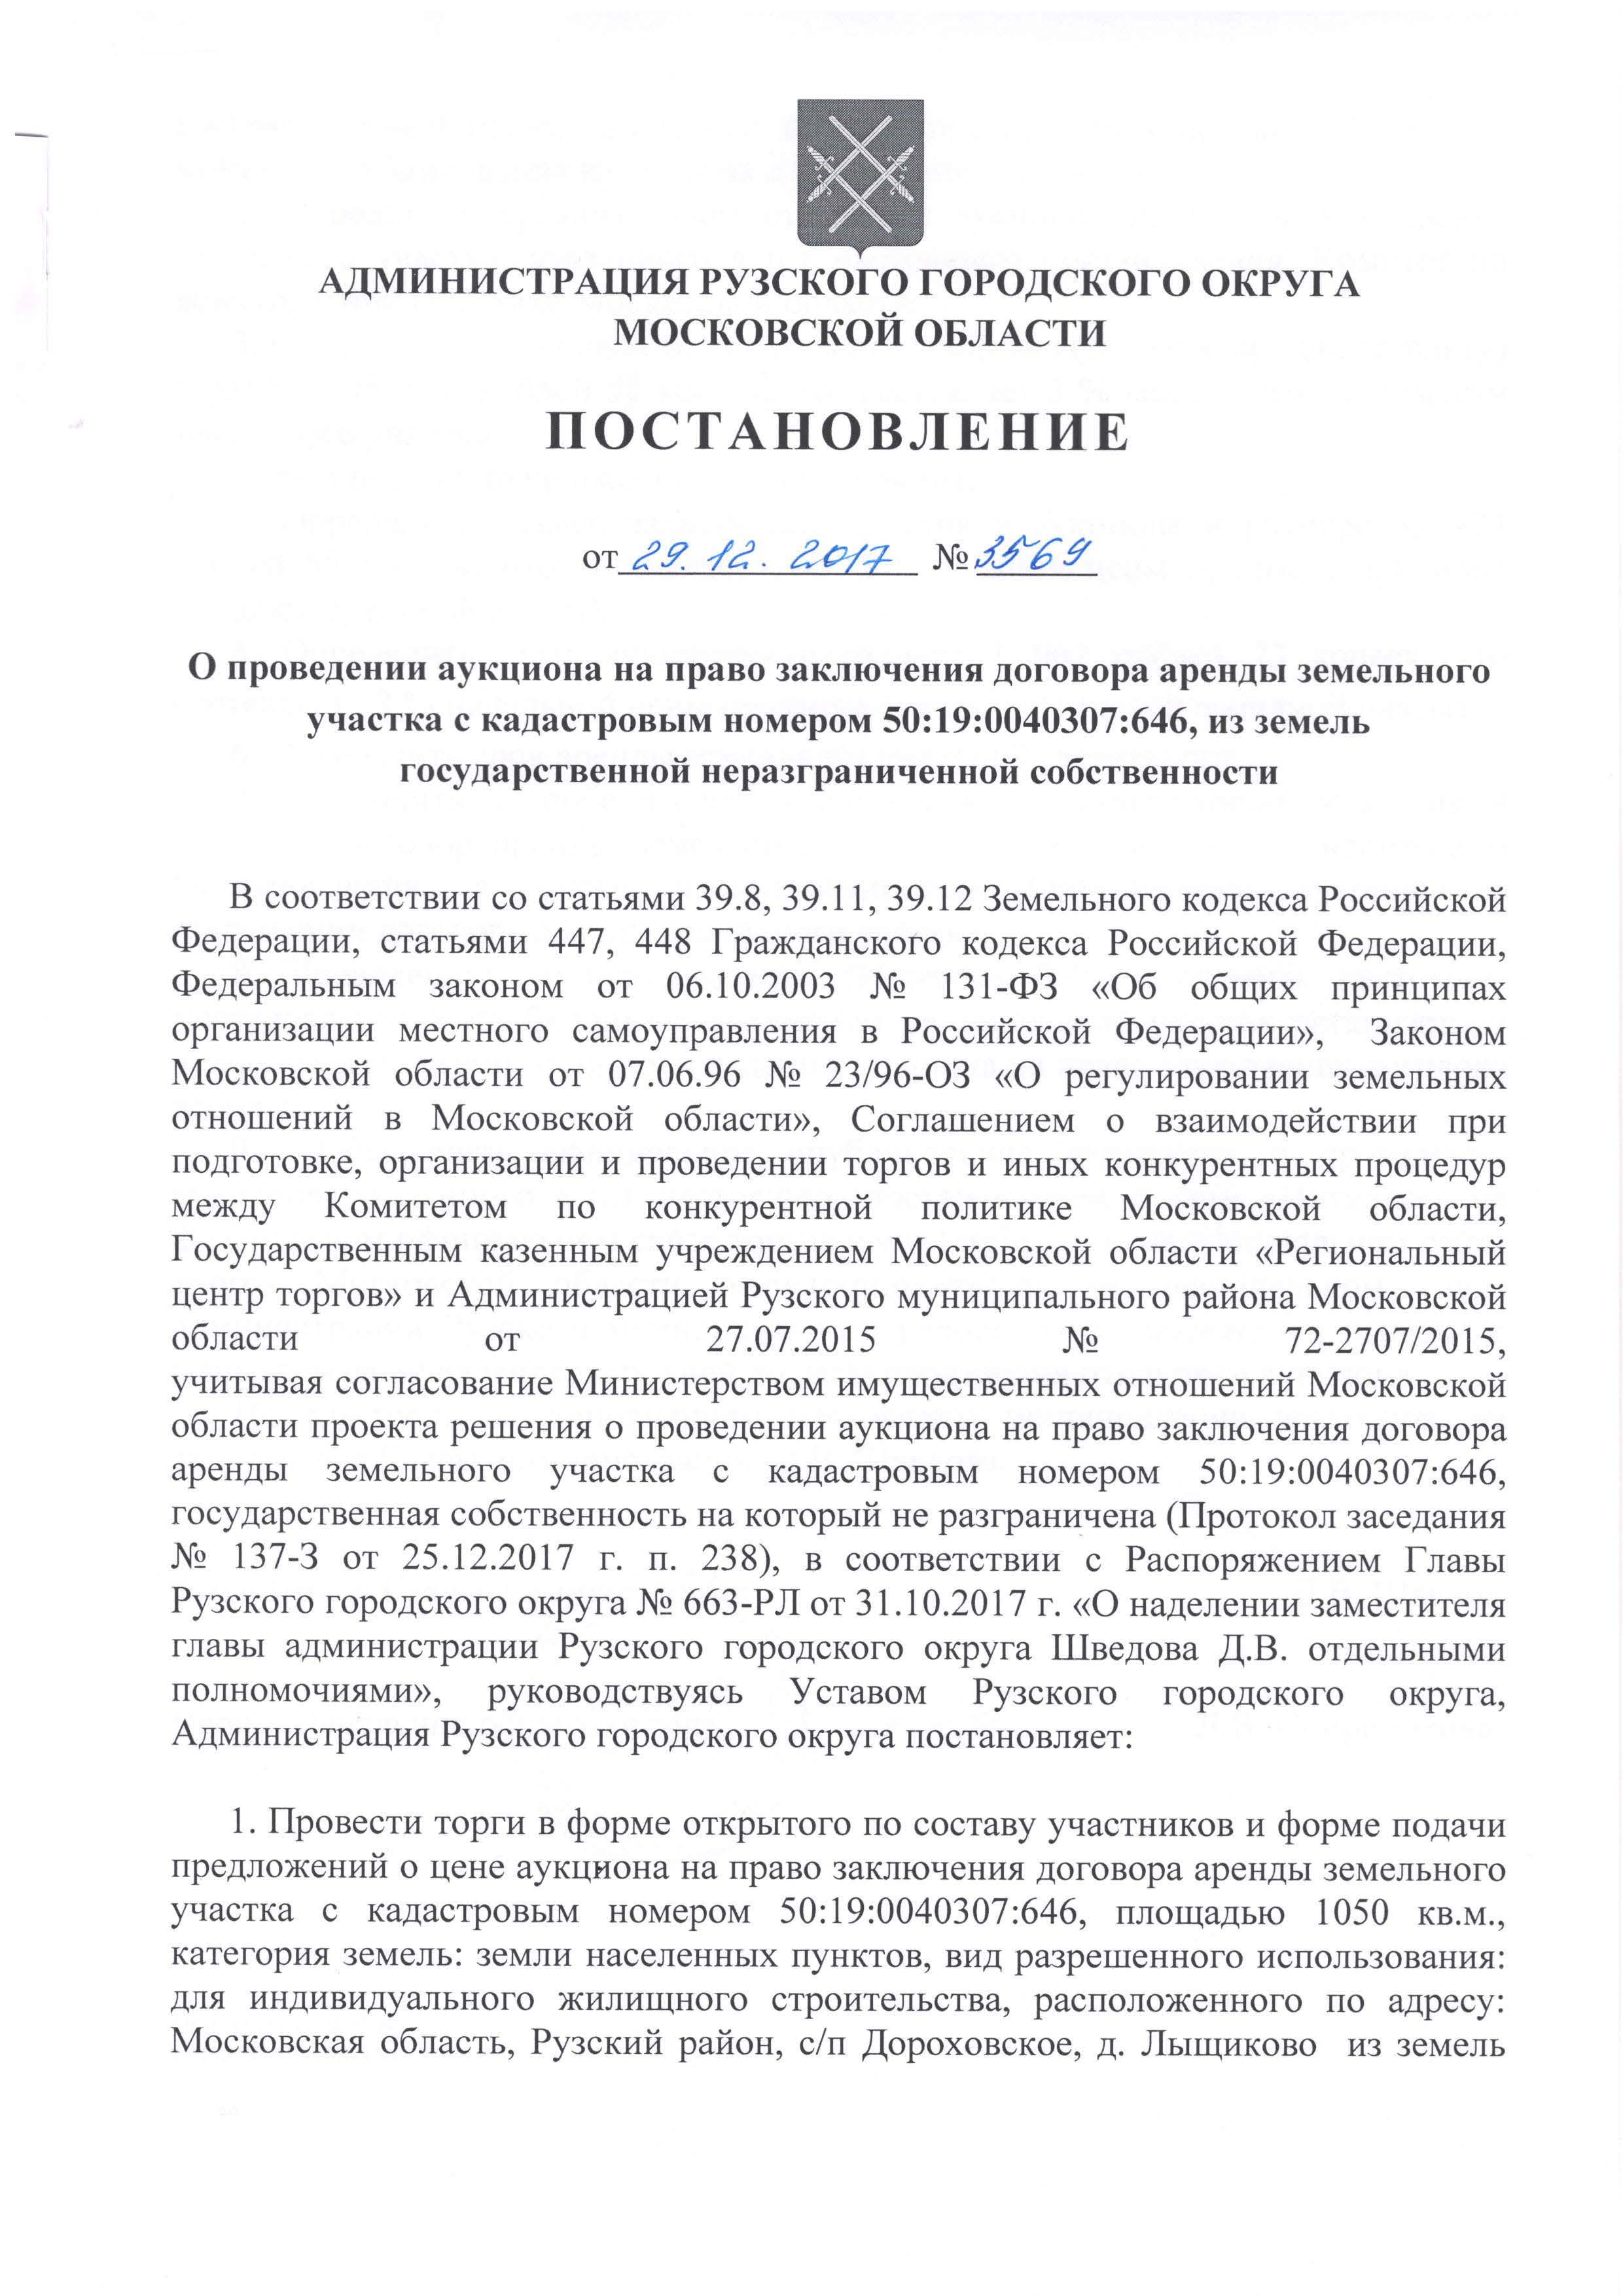 АДМИНИСТРАЦИЯ РУЗСКОГО ГОРОДСКОГО ОКРУГА
МОСКОВСКОЙ ОБЛАСТИ
ПОСТАНОВЛЕНИЕ
от 29.12.2017 № 3569
О проведении аукциона на право заключения договора аренды земельного
участка с кадастровым номером 50:19:0040307:646, из земель
государственной неразграниченной собственности
В соответствии со статьями 39.8, 39.11, 39.12 Земельного кодекса Российской
Федерации, статьями 447, 448 Гражданского кодекса Российской Федерации,
Федеральным законом от 06.10.2003 № 131-ФЗ «Об общих принципах
организации местного самоуправления в Российской Федерации», Законом
Московской области от 07.06.96 № 23/96-ОЗ «О регулировании земельных
отношений в Московской области», Соглашением о взаимодействии при
подготовке, организации и проведении торгов и иных конкурентных процедур
между Комитетом по конкурентной политике Московской области,
Государственным казенным учреждением Московской области «Региональный
центр торгов» и Администрацией Рузского муниципального района Московской
области от 27.07.2015 № 72-2707/2015,
учитывая согласование Министерством имущественных отношений Московской
области проекта решения о проведении аукциона на право заключения договора
аренды земельного участка с кадастровым номером 50:19:0040307:646,
государственная собственность на который не разграничена (Протокол заседания
№ 137-З от 25.12.2017 г. п. 238), в соответствии с Распоряжением Главы
Рузского городского округа № 663-РЛ от 31.10.2017 г. «О наделении заместителя
главы администрации Рузского городского округа Шведова Д.В. отдельными
полномочиями», руководствуясь Уставом Рузского городского округа,
Администрация Рузского городского округа постановляет:
1. Провести торги в форме открытого по составу участников и форме подачи
предложений о цене аукциона на право заключения договора аренды земельного
участка с кадастровым номером 50:19:0040307:646, площадью 1050 кв.м.,
категория земель: земли населенных пунктов, вид разрешенного использования:
для индивидуального жилищного строительства, расположенного по адресу:
Московская область, Рузский район, с/п Дороховское, д. Лыщиково из земель